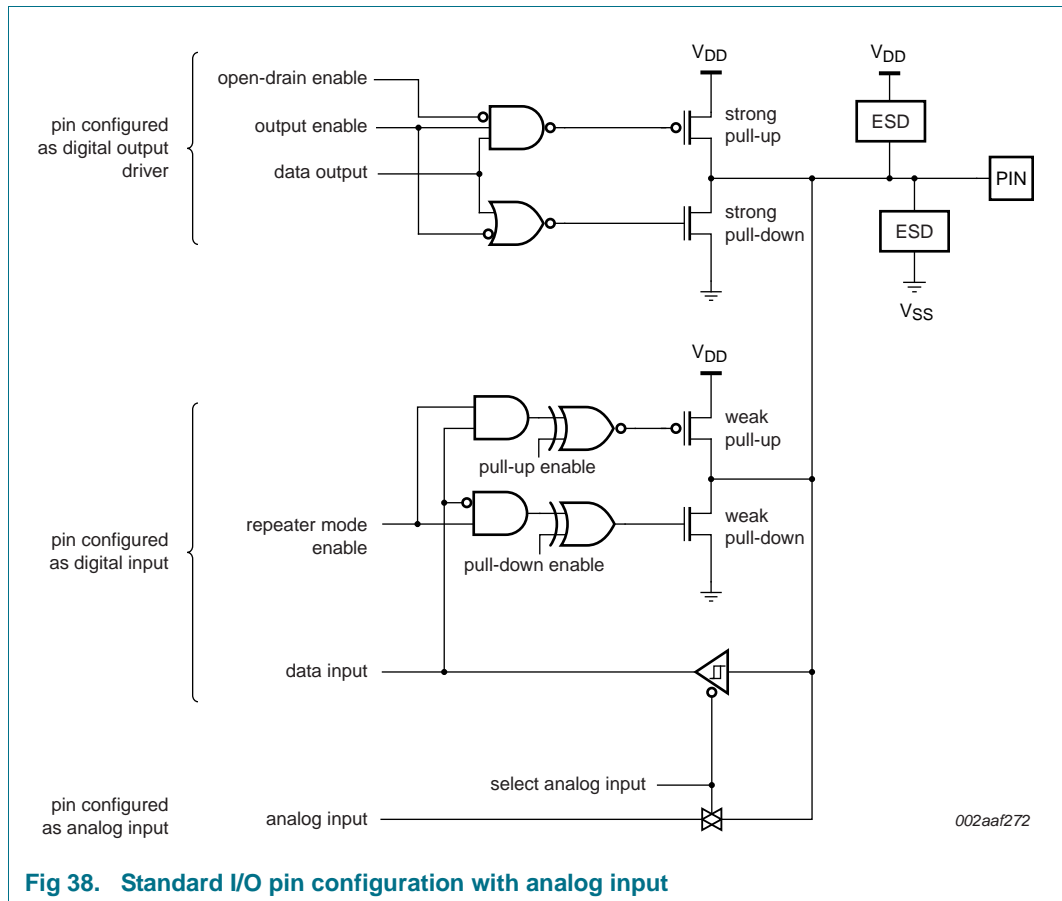 pin configured
as digital output
driver
open-drain enable
output enable
data output
VDD
strong
pull-up
strong
pull-down
VDD
ESD
PIN
ESD
VSS
pin configured
as digital input
VDD
weak
pull-up
pull-up enable
repeater mode
enable
weak
pull-down
pull-down enable
data input
select analog input
pin configured
as analog input
analog input
002aaf272
Fig 38. Standard I/O pin configuration with analog input